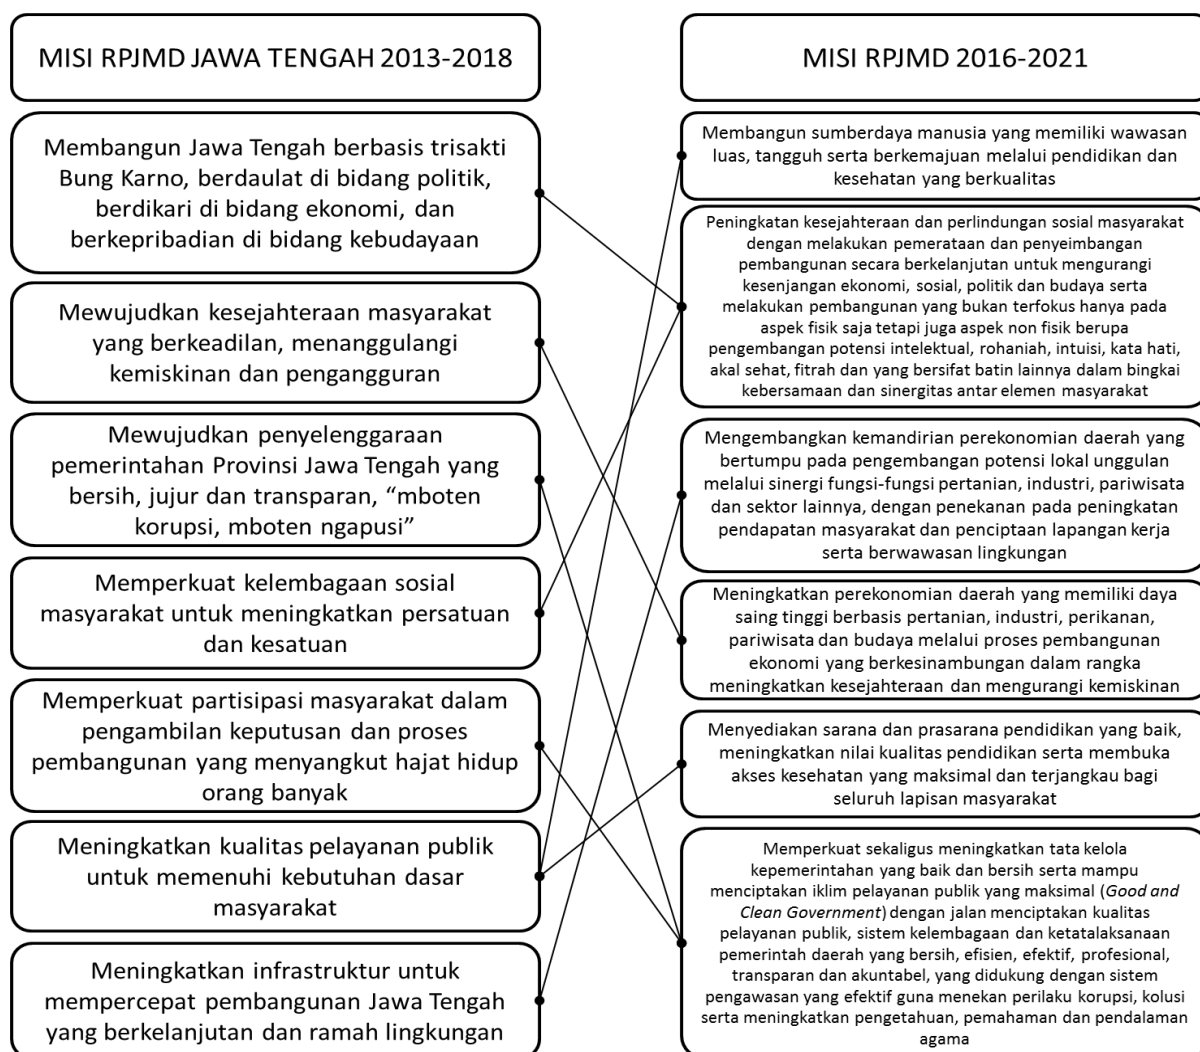 MISI RPJMD JAWA TENGAH 2013-2018
Membangun Jawa Tengah berbasis trisakti
Bung Karno, berdaulat di bidang politik,
berdikari di bidang ekonomi, dan
berkepribadian di bidang kebudayaan
Mewujudkan kesejahteraan masyarakat
yang berkeadilan, menanggulangi
kemiskinan dan pengangguran
Mewujudkan penyelenggaraan
pemerintahan Provinsi Jawa Tengah yang
bersih, jujur dan transparan, “mboten
korupsi, mboten ngapusi”
Memperkuat kelembagaan sosial
masyarakat untuk meningkatkan persatuan
dan kesatuan
Memperkuat partisipasi masyarakat dalam
pengambilan keputusan dan proses
pembangunan yang menyangkut hajat hidup
orang banyak
Meningkatkan kualitas pelayanan publik
untuk memenuhi kebutuhan dasar
masyarakat
Meningkatkan infrastruktur untuk
mempercepat pembangunan Jawa Tengah
yang berkelanjutan dan ramah lingkungan
MISI RPJMD 2016-2021
Membangun sumberdaya manusia yang memiliki wawasan
luas, tangguh serta berkemajuan melalui pendidikan dan
kesehatan yang berkualitas
Peningkatan kesejahteraan dan perlindungan sosial masyarakat
dengan melakukan pemerataan dan penyeimbangan
pembangunan secara berkelanjutan untuk mengurangi
kesenjangan ekonomi, sosial, politik dan budaya serta
melakukan pembangunan yang bukan terfokus hanya pada
aspek fisik saja tetapi juga aspek non fisik berupa
pengembangan potensi intelektual, rohaniah, intuisi, kata hati,
akal sehat, fitrah dan yang bersifat batin lainnya dalam bingkai
kebersamaan dan sinergitas antar elemen masyarakat
Mengembangkan kemandirian perekonomian daerah yang
bertumpu pada pengembangan potensi lokal unggulan
melalui sinergi fungsi-fungsi pertanian, industri, pariwisata
dan sektor lainnya, dengan penekanan pada peningkatan
pendapatan masyarakat dan penciptaan lapangan kerja
serta berwawasan lingkungan
Meningkatkan perekonomian daerah yang memiliki daya
saing tinggi berbasis pertanian, industri, perikanan,
pariwisata dan budaya melalui proses pembangunan
ekonomi yang berkesinambungan dalam rangka
meningkatkan kesejahteraan dan mengurangi kemiskinan
Menyediakan sarana dan prasarana pendidikan yang baik,
meningkatkan nilai kualitas pendidikan serta membuka
akses kesehatan yang maksimal dan terjangkau bagi
seluruh lapisan masyarakat
Memperkuat sekaligus meningkatkan tata kelola
kepemerintahan yang baik dan bersih serta mampu
menciptakan iklim pelayanan publik yang maksimal (Good and
Clean Government) dengan jalan menciptakan kualitas
pelayanan publik, sistem kelembagaan dan ketatalaksanaan
pemerintah daerah yang bersih, efisien, efektif, profesional,
transparan dan akuntabel, yang didukung dengan sistem
pengawasan yang efektif guna menekan perilaku korupsi, kolusi
serta meningkatkan pengetahuan, pemahaman dan pendalaman
agama